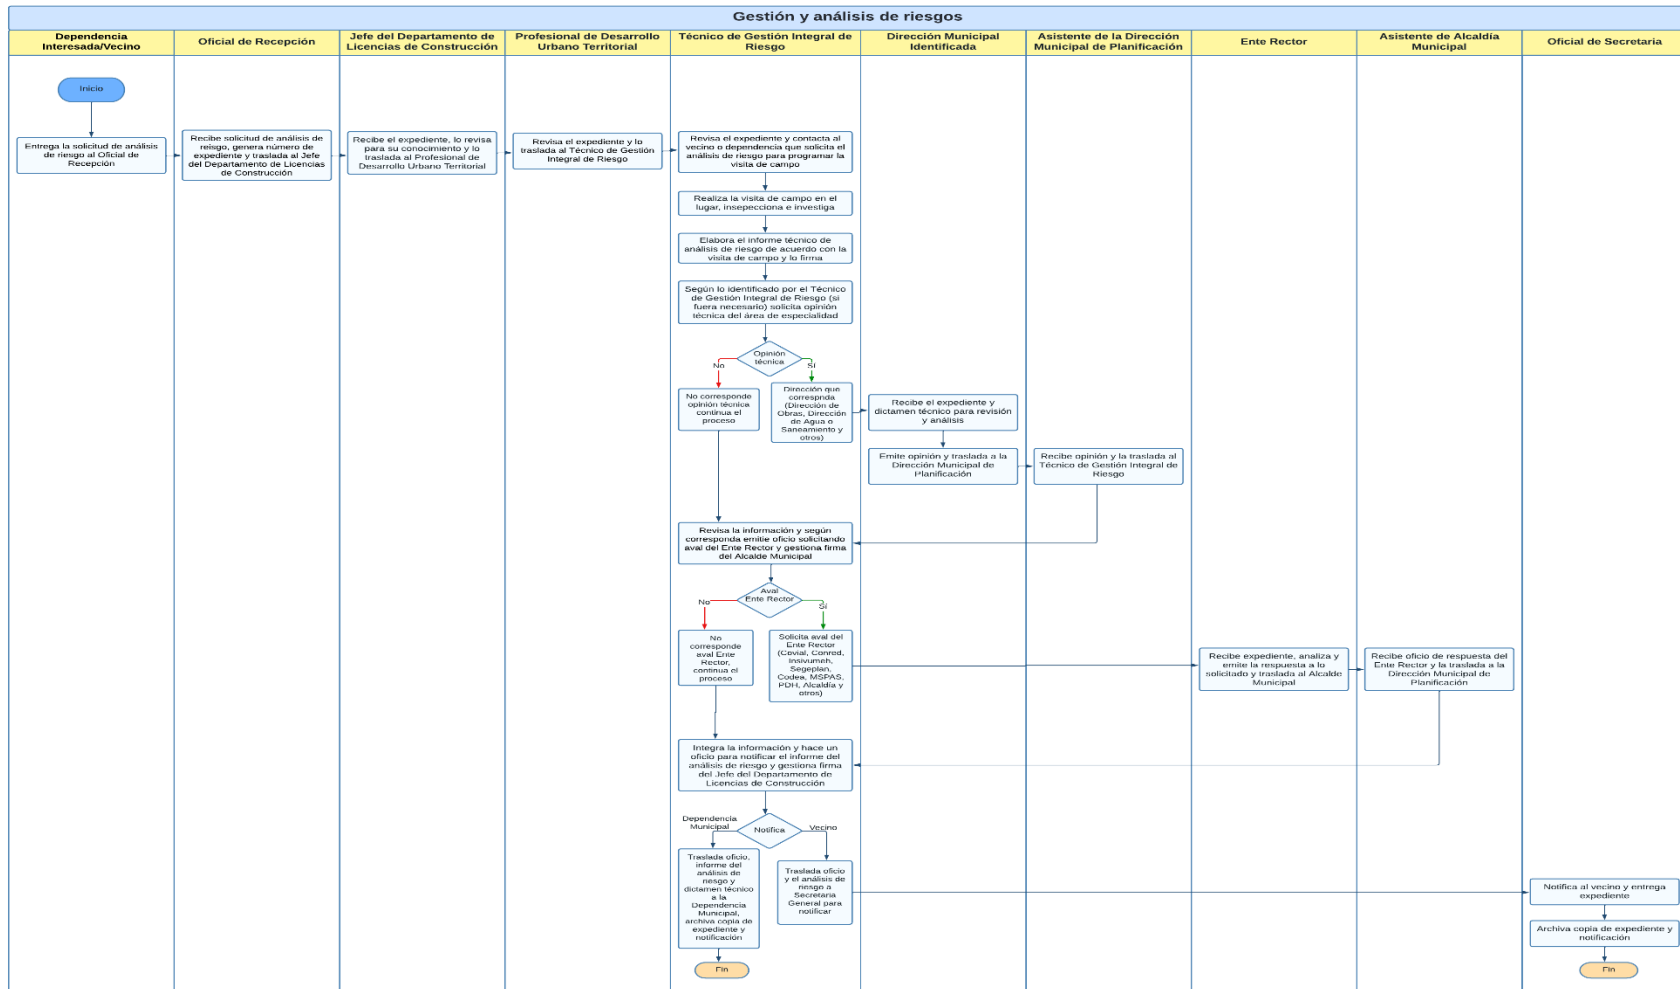 Gestión y análisis de riesgos
Dependencia
Interesada/Vecino
Oficial de Recepción
Jefe del Departamento de
Licencias de Construcción
Profesional de Desarrollo
Urbano Territorial
Técnico de Gestión Integral de
Riesgo
Dirección Municipal
Identificada
Asistente de la Dirección
Municipal de Planificación
Ente Rector
Asistente de Alcaldía
Municipal
Oficial de Secretaria
Inicio
Entrega la solicitud de análisis
de riesgo al Oficial de
Recepción
Recibe solicitud de análisis de
reisgo, genera número de
expediente y traslada al Jefe
del Departamento de Licencias
de Construcción
Recibe el expediente, lo revisa
para su conocimiento y lo
traslada al Profesional de
Desarrollo Urbano Territorial
Revisa el expediente y lo
traslada al Técnico de Gestión
Integral de Riesgo
Revisa el expediente y contacta al
vecino o dependencia que solicita el
análisis de riesgo para programar la
visita de campo
Realiza la visita de campo en el
lugar, insepecciona e investiga
Elabora el informe técnico de
análisis de riesgo de acuerdo con la
visita de campo y lo firma
Según lo identificado por el Técnico
de Gestión Integral de Riesgo (si
fuera necesario) solicita opinión
técnica del área de especialidad
Opinión
técnica
No
Sí
No corresponde
opinión técnica
continua el
proceso
Dirección que
correspnda
(Dirección de
Obras, Dirección
de Agua o
Saneamiento y
otros)
Recibe el expediente y
dictamen técnico para revisión
y análisis
Emite opinión y traslada a la
Dirección Municipal de
Planificación
Recibe opinión y la traslada al
Técnico de Gestión Integral de
Riesgo
Revisa la información y según
corresponda emitie oficio solicitando
aval del Ente Rector y gestiona firma
del Alcalde Municipal
Aval
Ente Rector
No
Sí
No
corresponde
aval Ente
Rector,
continua el
proceso
Solicita aval del
Ente Rector
(Covial, Conred,
Insivumeh,
Segeplan,
Codea, MSPAS,
PDH, Alcaldía y
otros)
Recibe expediente, analiza y
emite la respuesta a lo
solicitado y traslada al Alcalde
Municipal
Recibe oficio de respuesta del
Ente Rector y la traslada a la
Dirección Municipal de
Planificación
Integra la información y hace un
oficio para notificar el informe del
análisis de riesgo y gestiona firma
del Jefe del Departamento de
Licencias de Construcción
Dependencia
Municipal
Notifica
Vecino
Traslada oficio,
informe del
análisis de
riesgo y
dictamen técnico
a la
Dependencia
Municipal,
archiva copia de
expediente y
notificación
Traslada oficio
y el análisis de
riesgo a
Secretaria
General para
notificar
Notifica al vecino y entrega
expediente
Archiva copia de expediente y
notificación
Fin
Fin